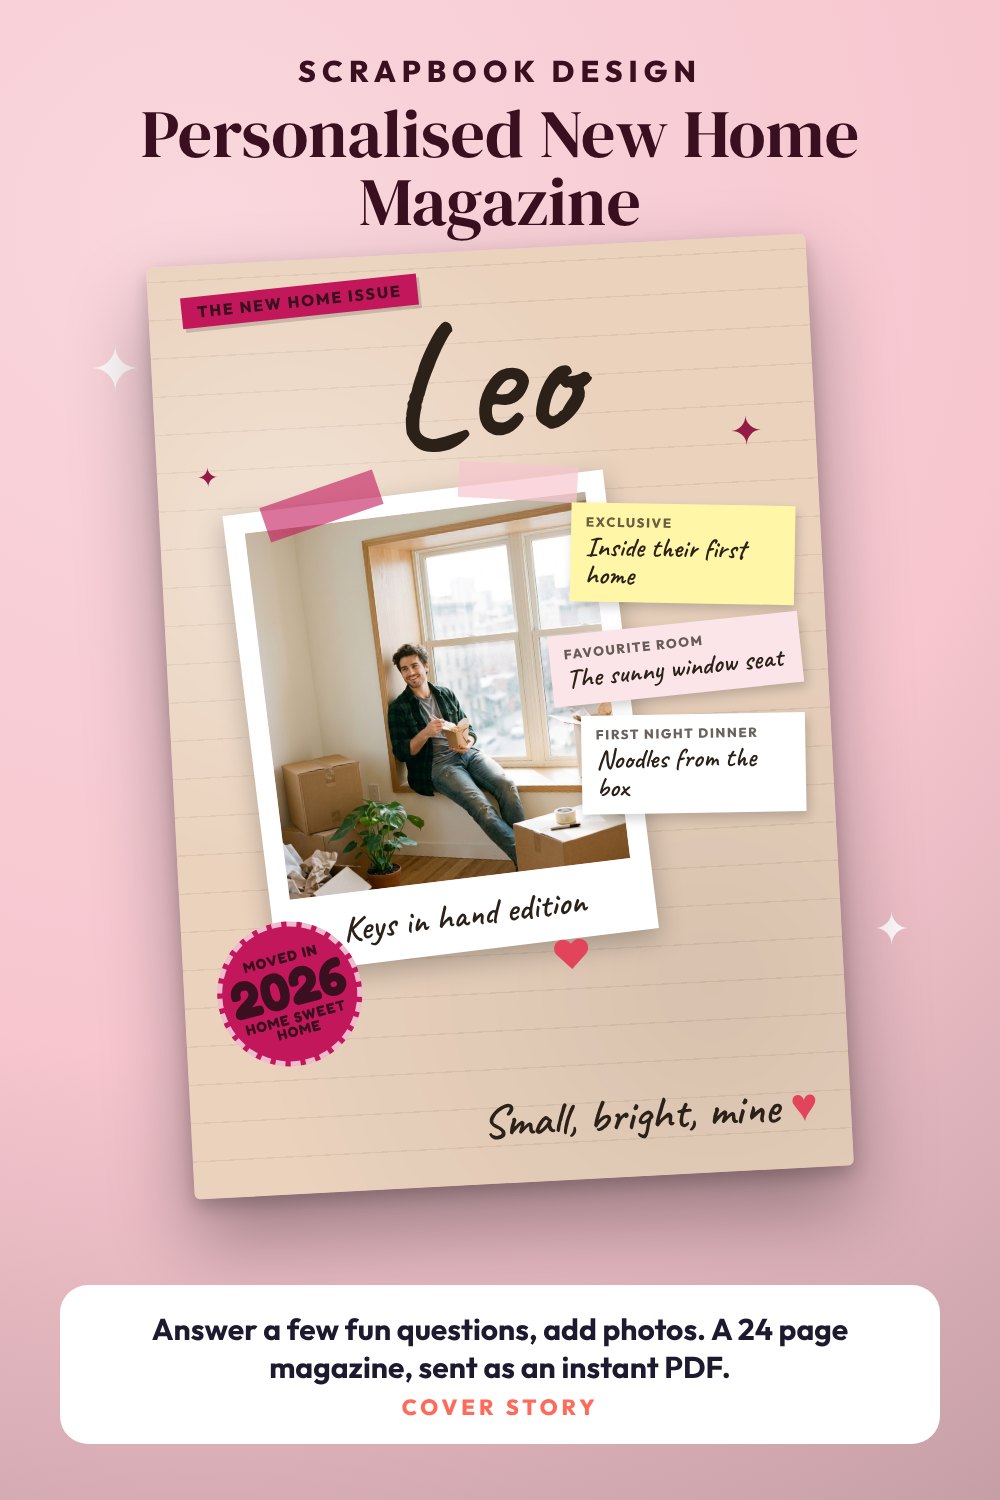 SCRAPBOOK DESIGN
Personalised New Home
Magazine
THE NEW HOME ISSUE
Leo
EXCLUSIVE
Inside their first
home
FAVOURITE ROOM
The sunny window seat
FIRST NIGHT DINNER
Noodles from the
box
Keys in hand edition
MOVED IN
2026
HOME SWEET
HOME
Small, bright, mine
Answer a few fun questions, add photos. A 24 page
magazine, sent as an instant PDF.
COVER STORY